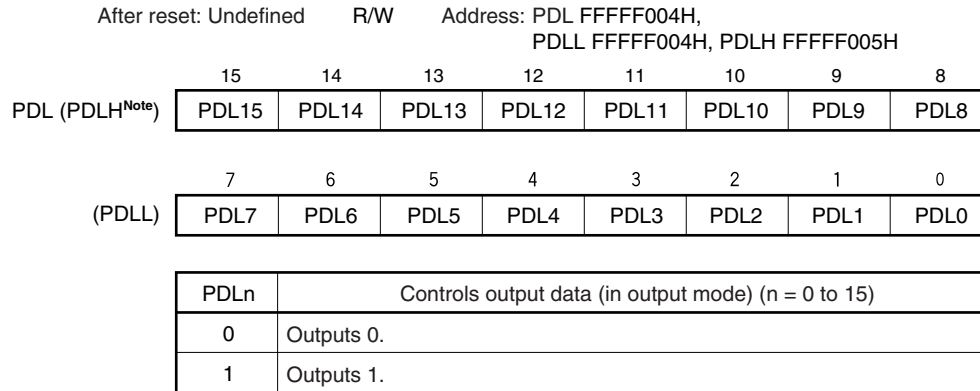 After reset: Undefined R/W Address: PDL FFFFF004H,
PDLL FFFFF004H, PDLH FFFFF005H
15 14 13 12 11 10 9 8
PDL (PDLHNote) PDL15 PDL14 PDL13 PDL12 PDL11 PDL10 PDL9 PDL8
7 6 5 4 3 2 1 0
(PDLL) PDL7 PDL6 PDL5 PDL4 PDL3 PDL2 PDL1 PDL0
PDLn Controls output data (in output mode) (n = 0 to 15)
0 Outputs 0.
1 Outputs 1.